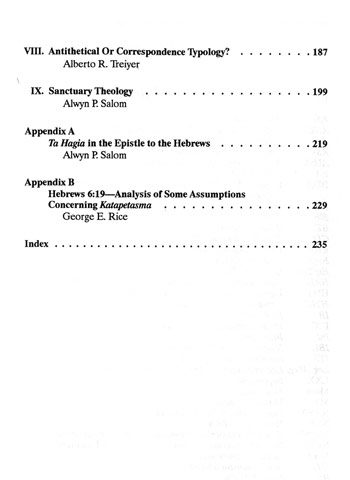 VIII. Antithetical Or Correspondence Typology? . . . . . . . . 187
Alberto R. Treiyer
IX. Sanctuary Theology . . . . . . . . . . . . . . . . . . 199
Alwyn P. Salom
Appendix A
Ta Hagia in the Epistle to the Hebrews . . . . . . . . . . 219
Alwyn P. Salom
Appendix B
Hebrews 6:19—Analysis of Some Assumptions
Concerning Katapetasma . . . . . . . . . . . . . . . . 229
George E. Rice
Index . . . . . . . . . . . . . . . . . . . . . . . . . . . . . . . . . . . . 235